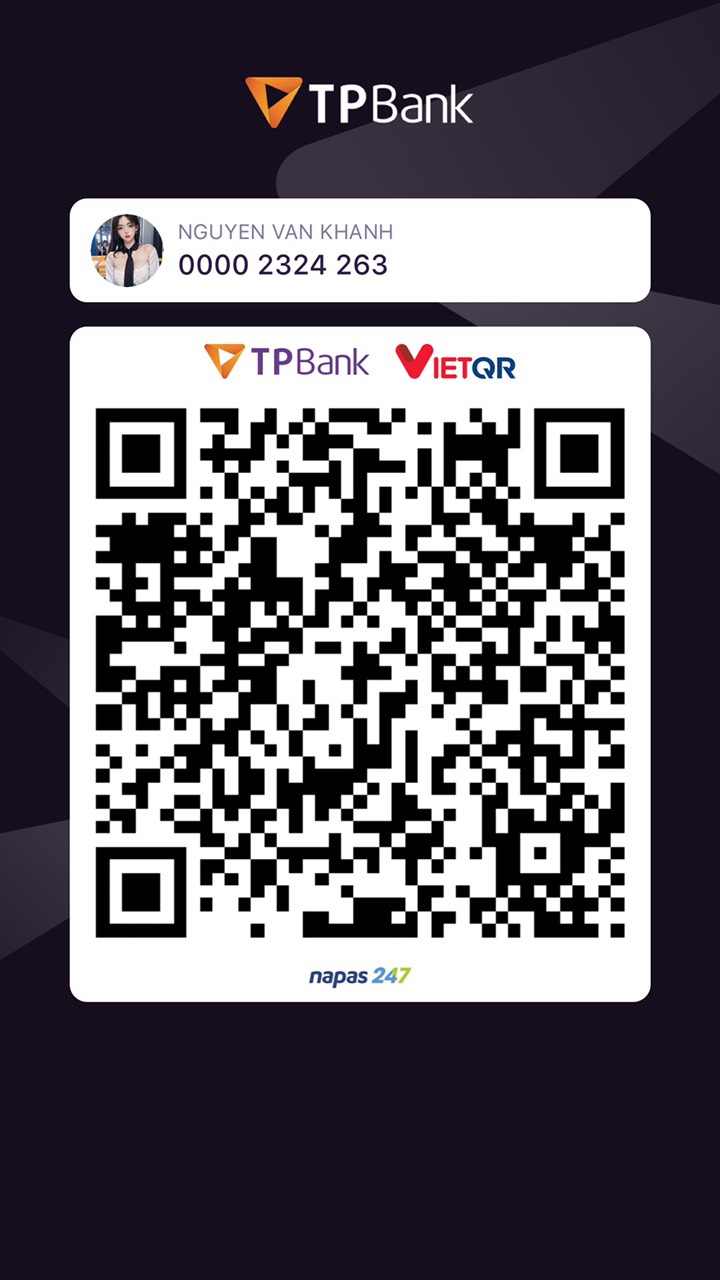 TPBank
NGUYEN VAN KHANH
0000 2324 263
TPBank VIETQR
napas 247